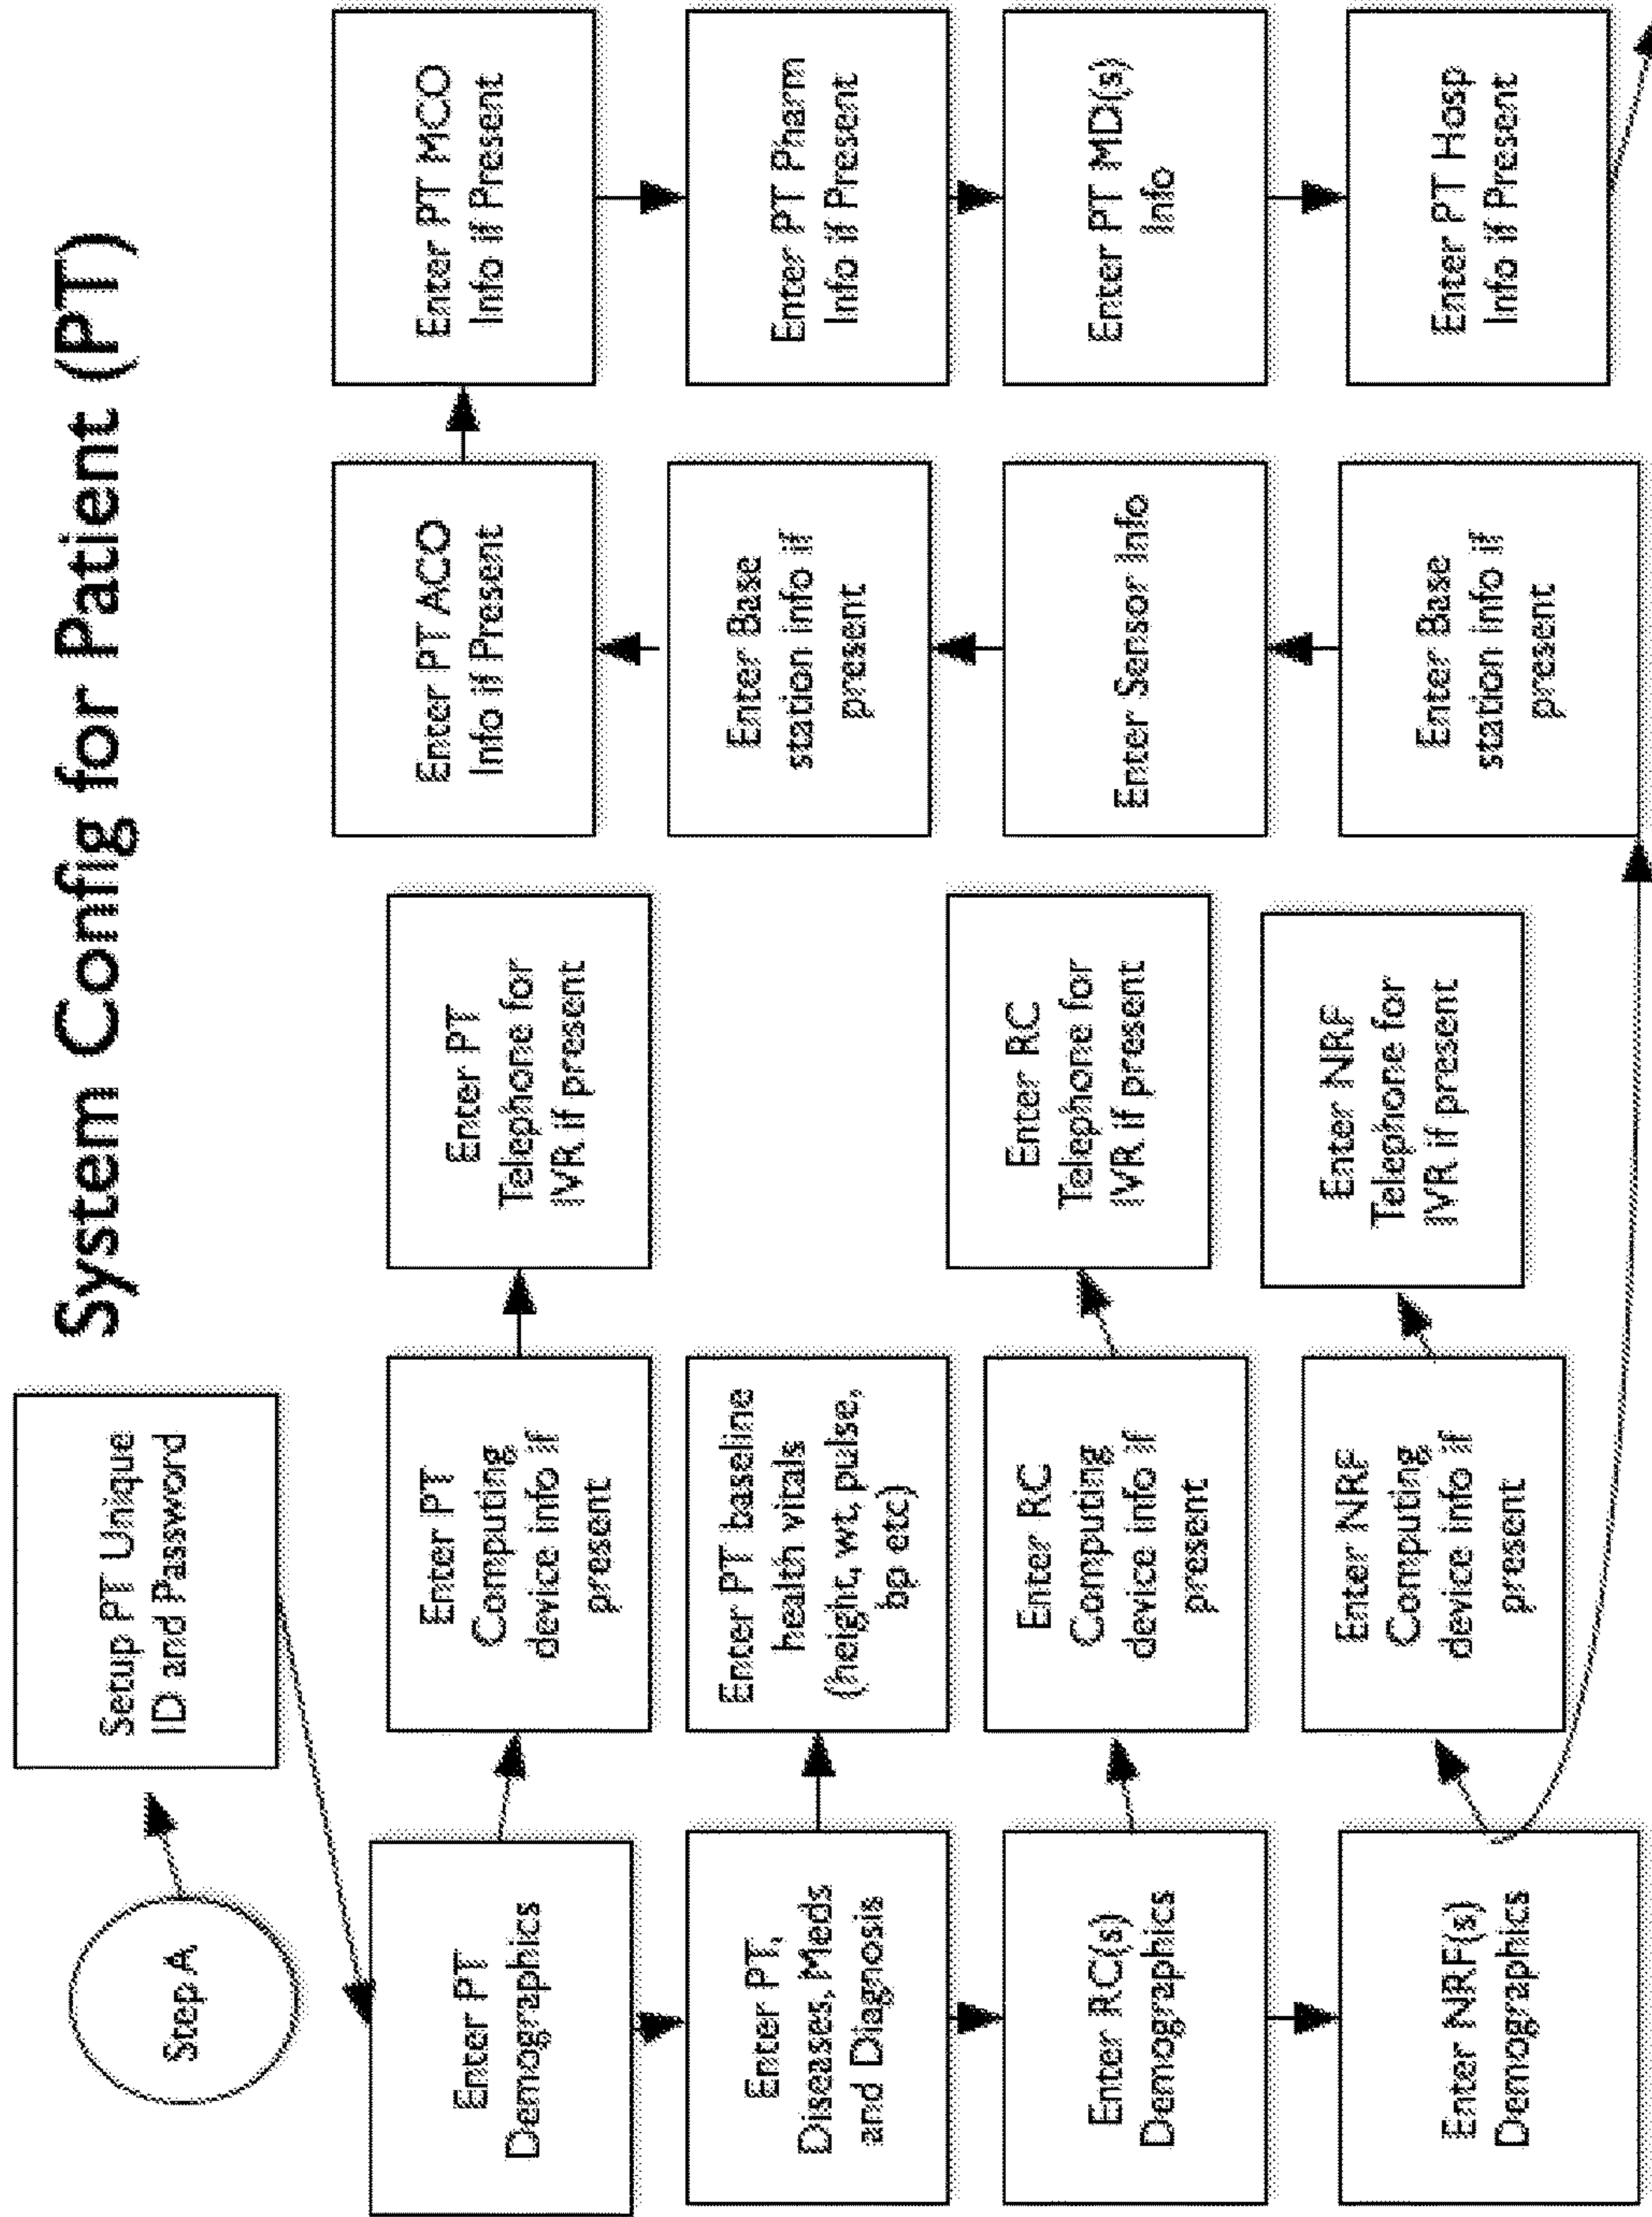 System Config for Patient (PT)
Step A
Setup PT Unique
ID and Password
Enter PT
Demographics
Enter PT
Computing
device info if
present
Enter PT
Telephone for
IVR if present
Enter PT,
Diseases, Meds
and Diagnosis
Enter PT baseline
health vitals
(height, wt, pulse,
bp etc)
Enter RC(s)
Demographics
Enter RC
Computing
device info if
present
Enter RC
Telephone for
IVR if present
Enter NRF(s)
Demographics
Enter NRF
Computing
device info if
present
Enter NRF
Telephone for
IVR if present
Enter Base
station info if
present
Enter Sensor Info
Enter Base
station info if
present
Enter PT ACO
Info if Present
Enter PT MCO
Info if Present
Enter PT Pharm
Info if Present
Enter PT MD(s)
Info
Enter PT Hosp
Info if Present